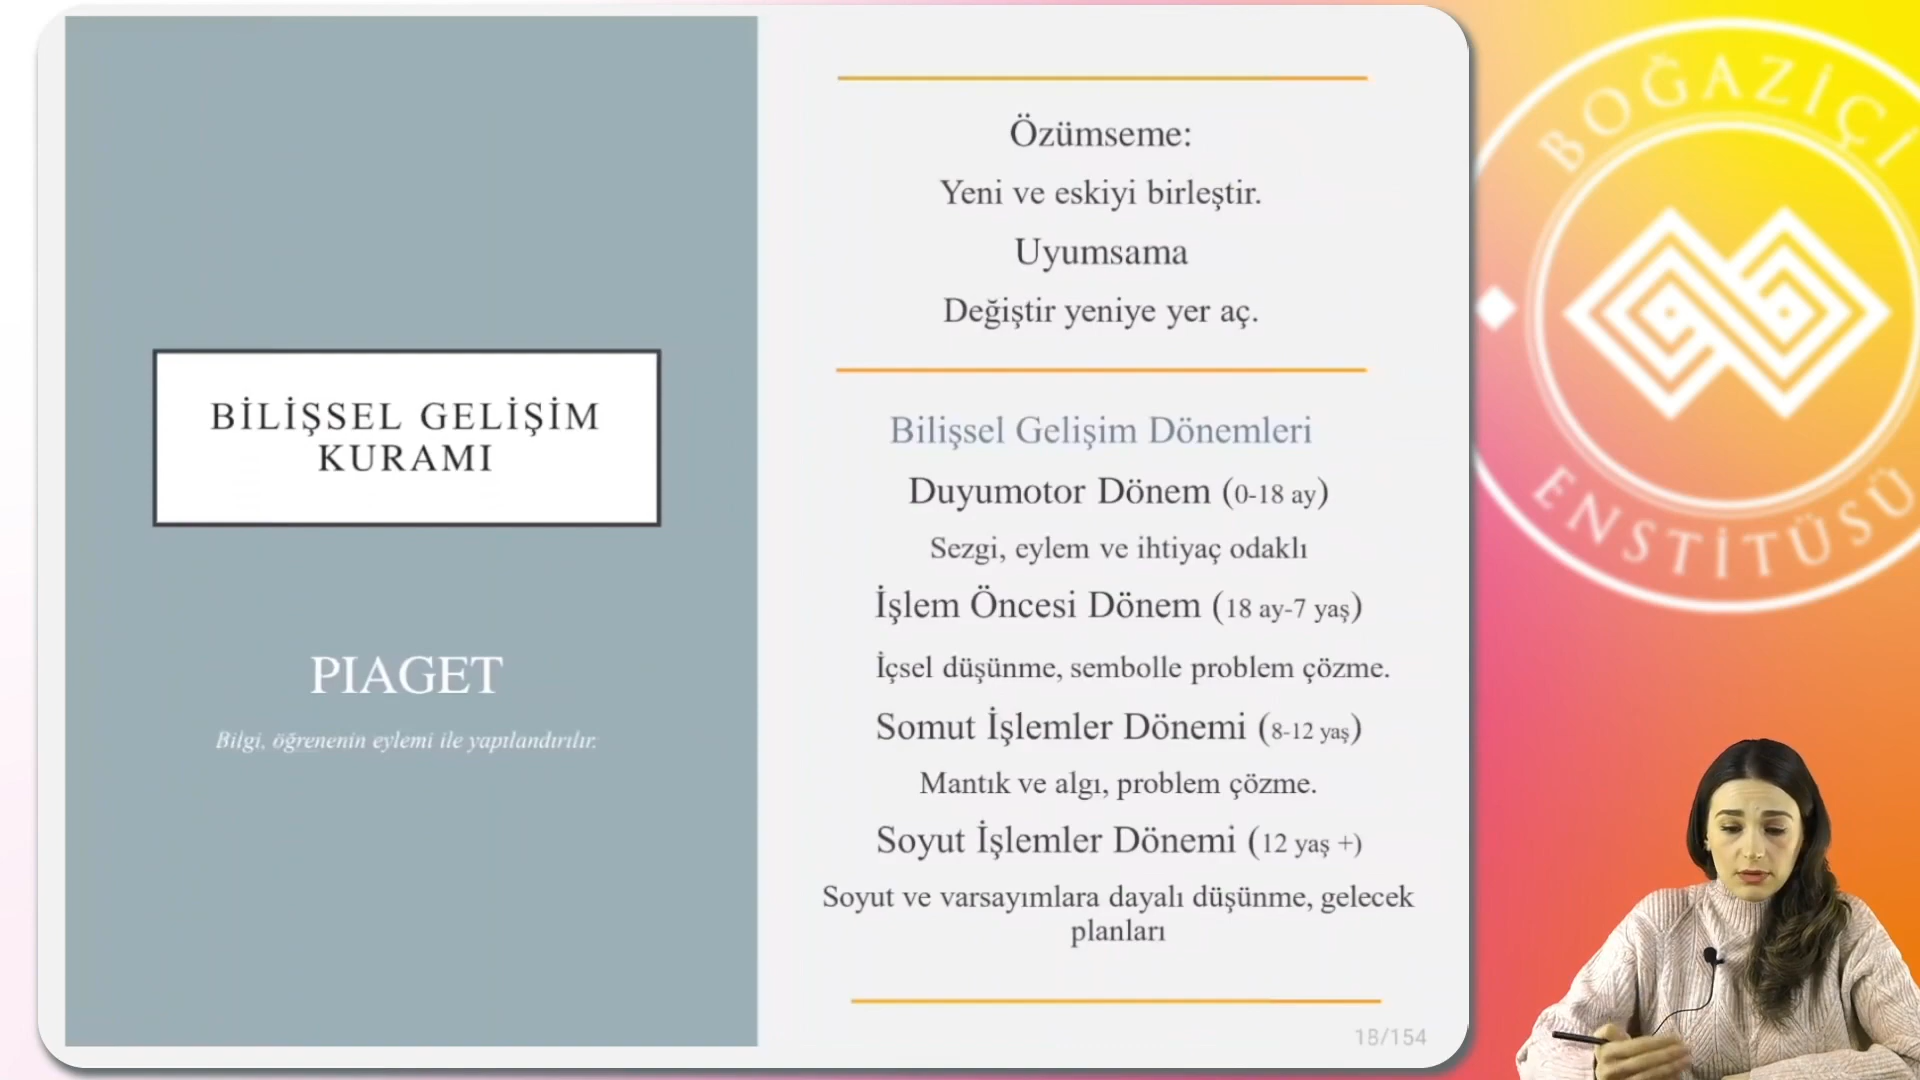 BİLİŞSEL GELİŞİM
KURAMI
PIAGET
Bilgi, öğrenenin eylemi ile yapılandırılır.
Özümseme:
Yeni ve eskiyi birleştir.
Uyumsama
Değiştir yeniye yer aç.
Bilişsel Gelişim Dönemleri
Duyumotor Dönem (0-18 ay)
Sezgi, eylem ve ihtiyaç odaklı
İşlem Öncesi Dönem (18 ay-7 yaş)
İçsel düşünme, sembolle problem çözme.
Somut İşlemler Dönemi (8-12 yaş)
Mantık ve algı, problem çözme.
Soyut İşlemler Dönemi (12 yaş +)
Soyut ve varsayımlara dayalı düşünme, gelecek
planları
18/154
BOĞAZİÇİ
ENSTİTÜSÜ